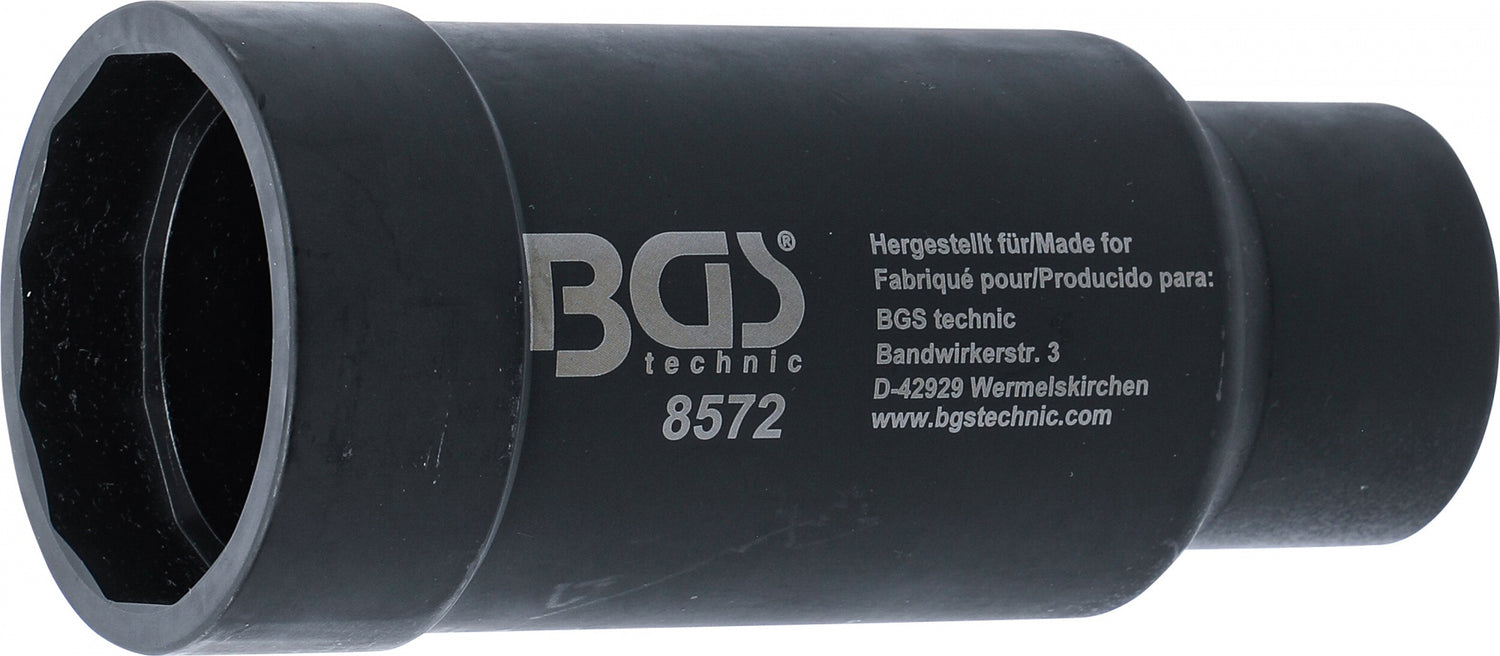 BGS®
technic
8572
Hergestellt für/Made for
Fabriqué pour/Producido para:
BGS technic
Bandwirkerstr. 3
D-42929 Wermelskirchen
www.bgstechnic.com